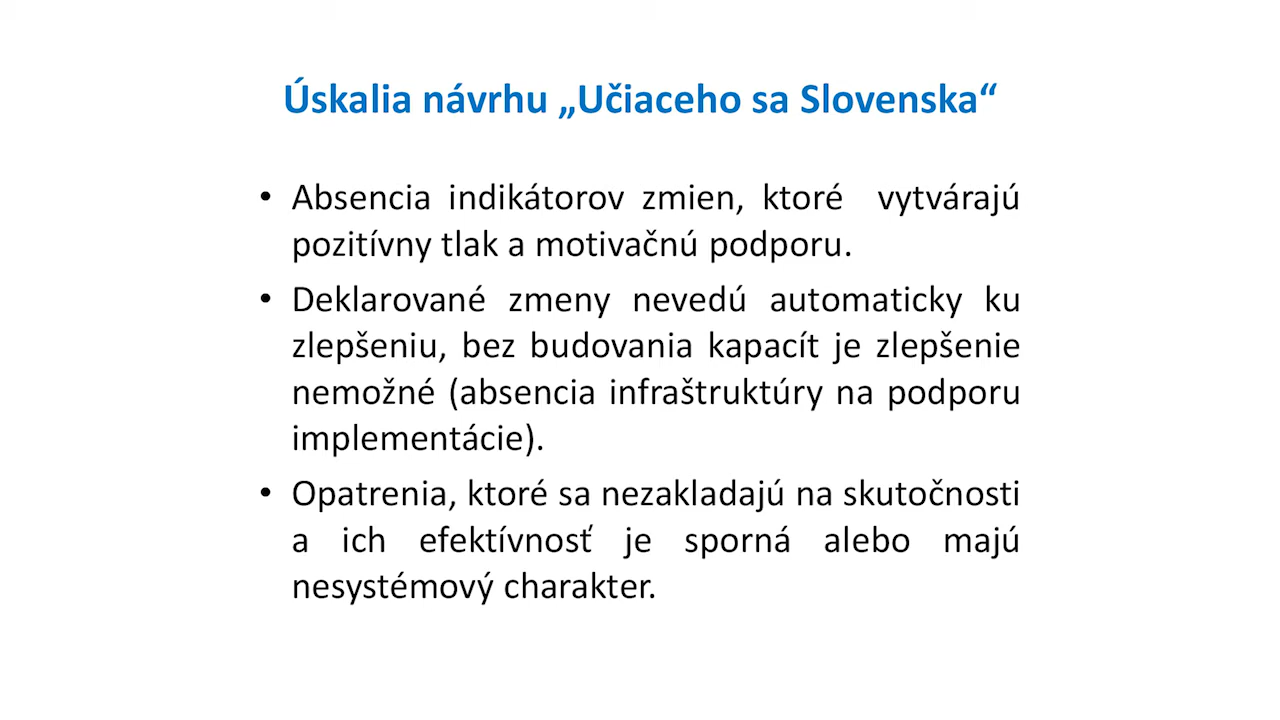 Úskalia návrhu „Učiaceho sa Slovenska“
• Absencia indikátorov zmien, ktoré vytvárajú
pozitívny tlak a motivačnú podporu.
• Deklarované zmeny nevedú automaticky ku
zlepšeniu, bez budovania kapacít je zlepšenie
nemožné (absencia infraštruktúry na podporu
implementácie).
• Opatrenia, ktoré sa nezakladajú na skutočnosti
a ich efektívnosť je sporná alebo majú
nesystémový charakter.